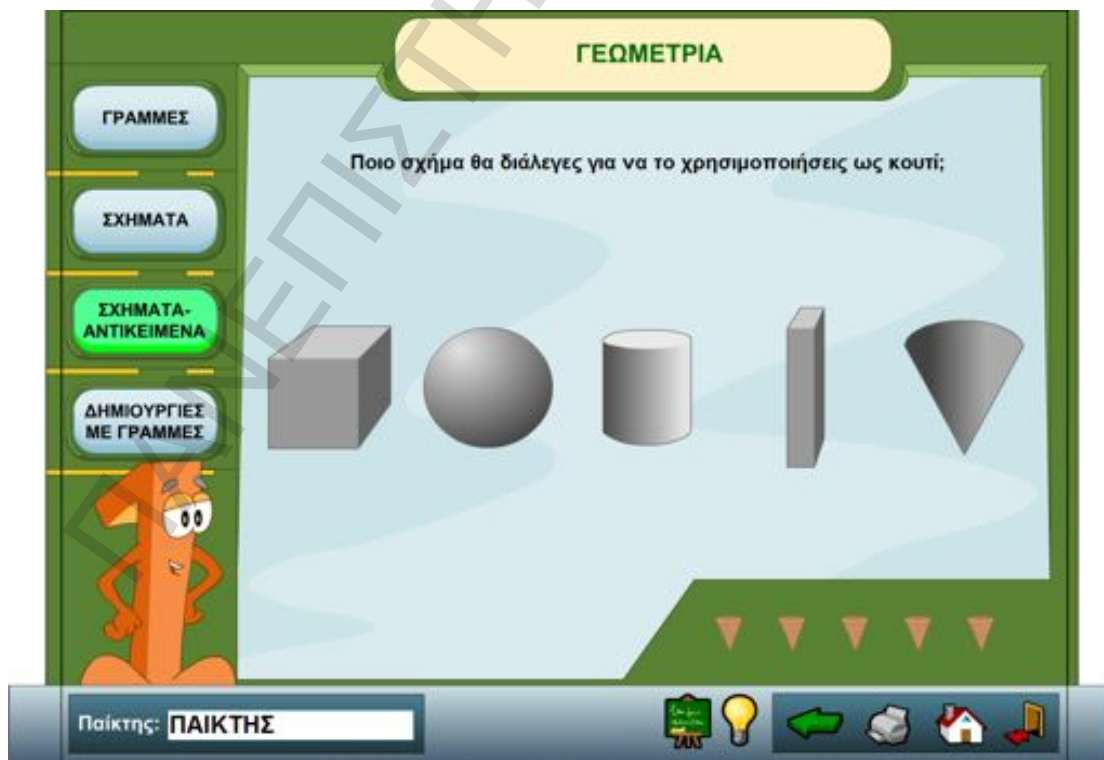 ΓΕΩΜΕΤΡΙΑ
ΓΡΑΜΜΕΣ
Ποιο σχήμα θα διάλεγες για να το χρησιμοποιήσεις ως κουτί;
ΣΧΗΜΑΤΑ
ΣΧΗΜΑΤΑ-
ΑΝΤΙΚΕΙΜΕΝΑ
ΔΗΜΙΟΥΡΓΙΕΣ
ΜΕ ΓΡΑΜΜΕΣ
Παίκτης: ΠΑΙΚΤΗΣ